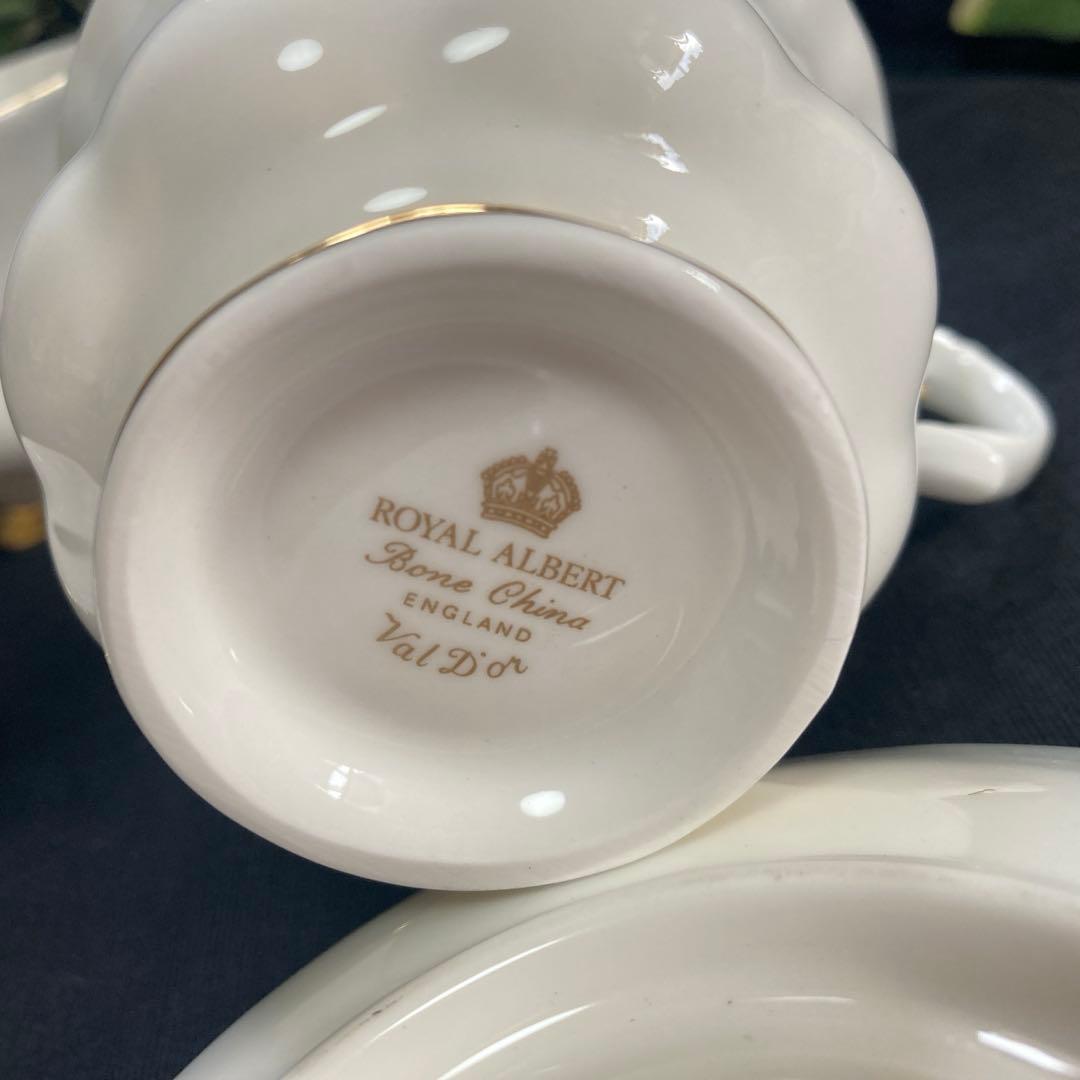 ROYAL ALBERT
Bone China
ENGLAND
Val D'or